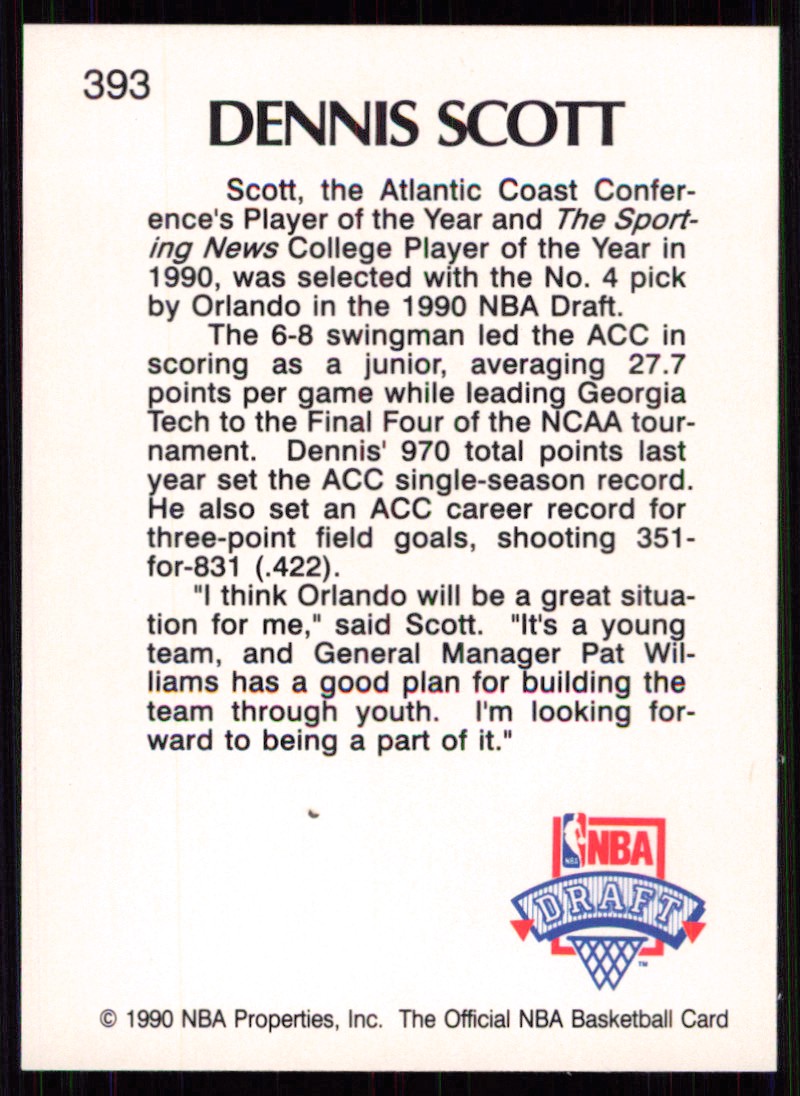 393
DENNIS SCOTT
Scott, the Atlantic Coast Confer-
ence's Player of the Year and The Sport-
ing News College Player of the Year in
1990, was selected with the No. 4 pick
by Orlando in the 1990 NBA Draft.
The 6-8 swingman led the ACC in
scoring as a junior, averaging 27.7
points per game while leading Georgia
Tech to the Final Four of the NCAA tour-
nament. Dennis' 970 total points last
year set the ACC single-season record.
He also set an ACC career record for
three-point field goals, shooting 351-
for-831 (.422).
"I think Orlando will be a great situa-
tion for me," said Scott. "It's a young
team, and General Manager Pat Wil-
liams has a good plan for building the
team through youth. I'm looking for-
ward to being a part of it."
NBA
NBA
DRAFT
TM
© 1990 NBA Properties, Inc. The Official NBA Basketball Card